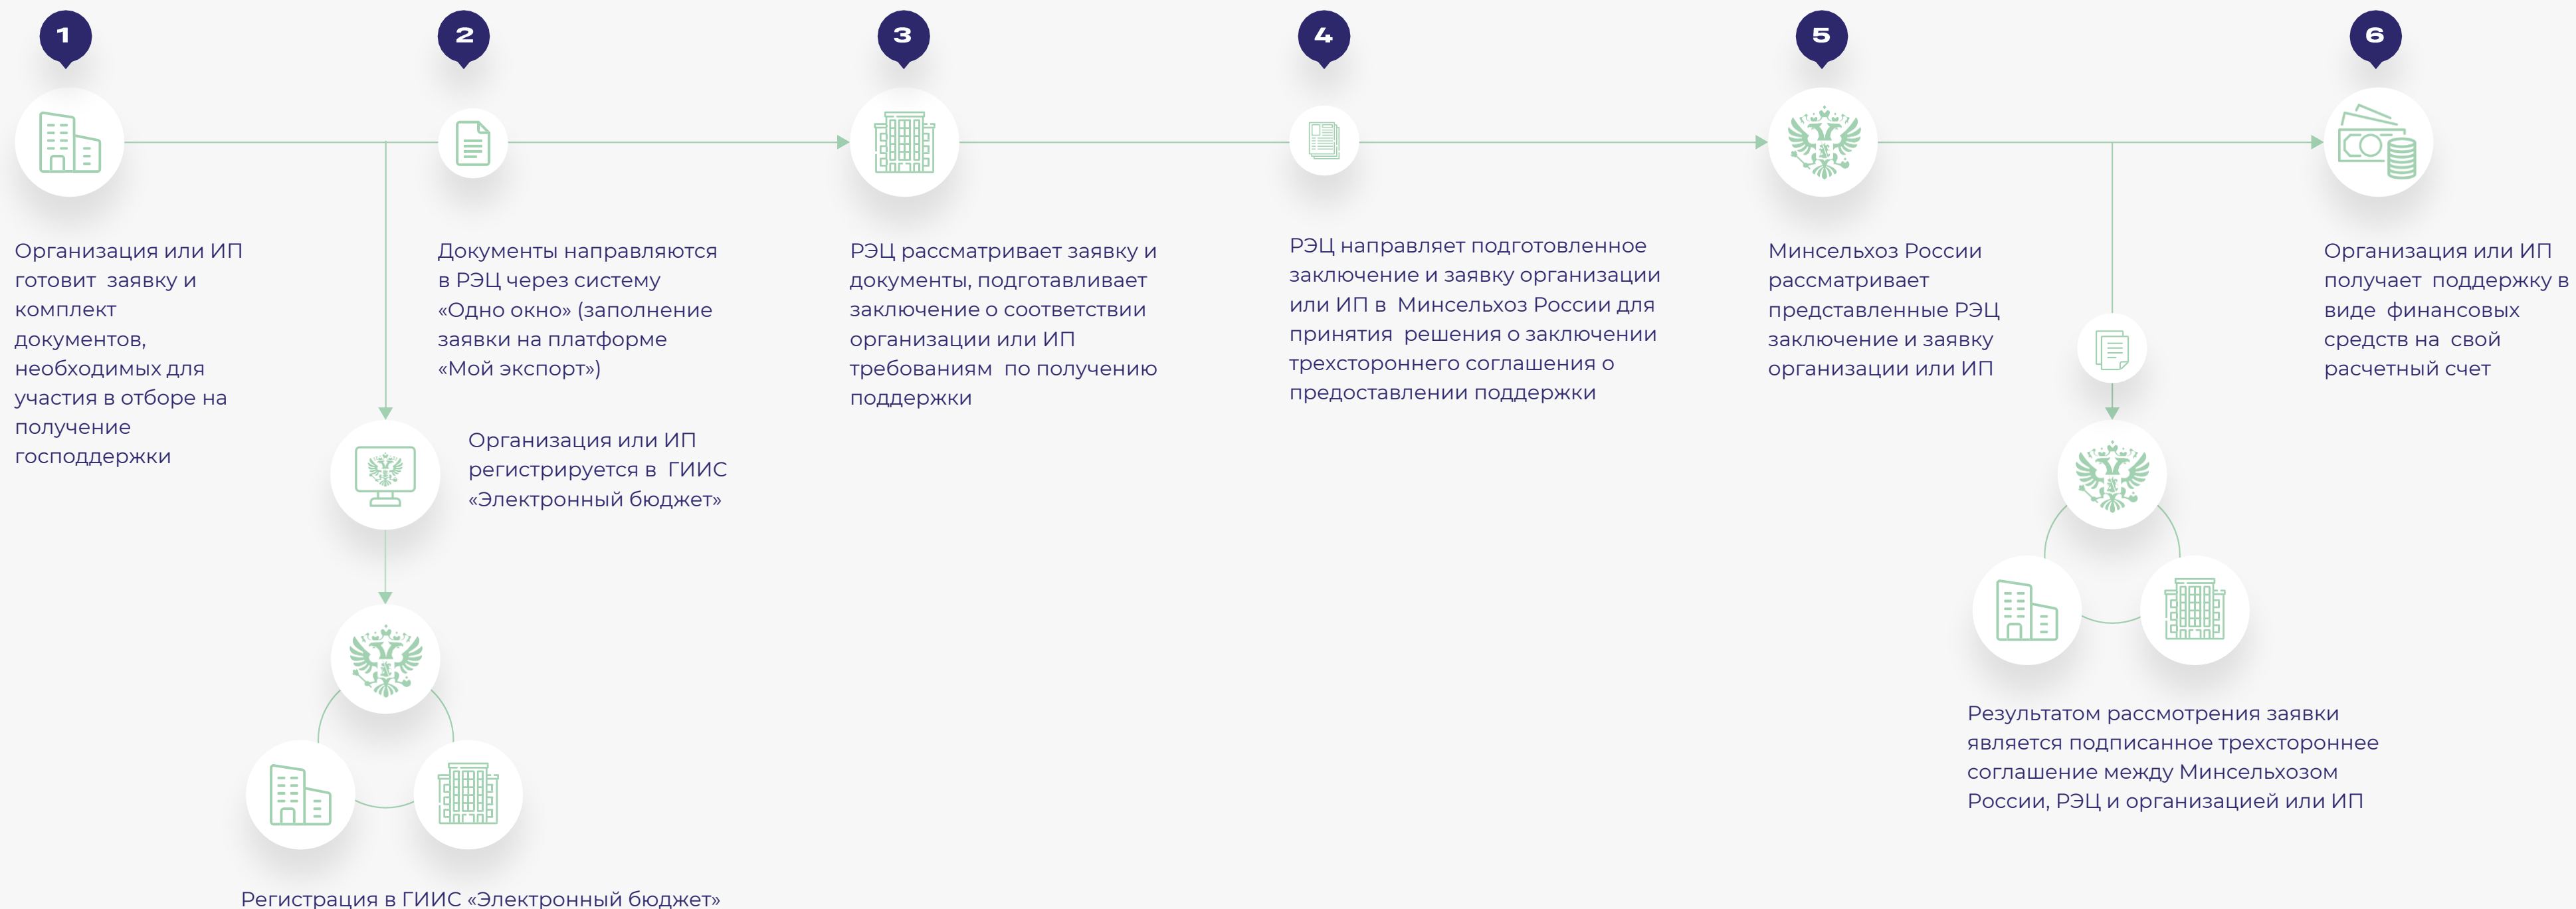 1
Организация или ИП
готовит заявку и
комплект
документов,
необходимых для
участия в отборе на
получение
господдержки
2
Документы направляются
в РЭЦ через систему
«Одно окно» (заполнение
заявки на платформе
«Мой экспорт»)
Организация или ИП
регистрируется в ГИИС
«Электронный бюджет»
Регистрация в ГИИС «Электронный бюджет»
3
РЭЦ рассматривает заявку и
документы, подготавливает
заключение о соответствии
организации или ИП
требованиям по получению
поддержки
4
РЭЦ направляет подготовленное
заключение и заявку организации
или ИП в Минсельхоз России для
принятия решения о заключении
трехстороннего соглашения о
предоставлении поддержки
5
Минсельхоз России
рассматривает
представленные РЭЦ
заключение и заявку
организации или ИП
Результатом рассмотрения заявки
является подписанное трехстороннее
соглашение между Минсельхозом
России, РЭЦ и организацией или ИП
6
Организация или ИП
получает поддержку в
виде финансовых
средств на свой
расчетный счет